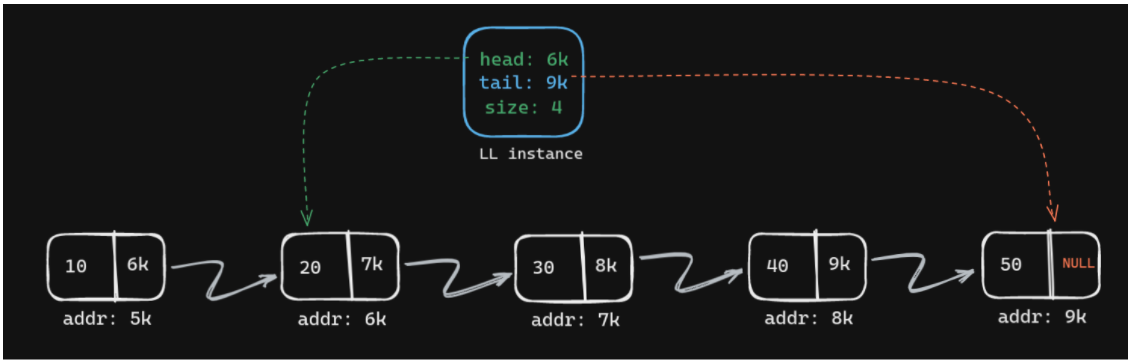 head: 6k
tail: 9k
size: 4
LL instance
10 6k
20 7k
30 8k
40 9k
50 NULL
addr: 5k
addr: 6k
addr: 7k
addr: 8k
addr: 9k